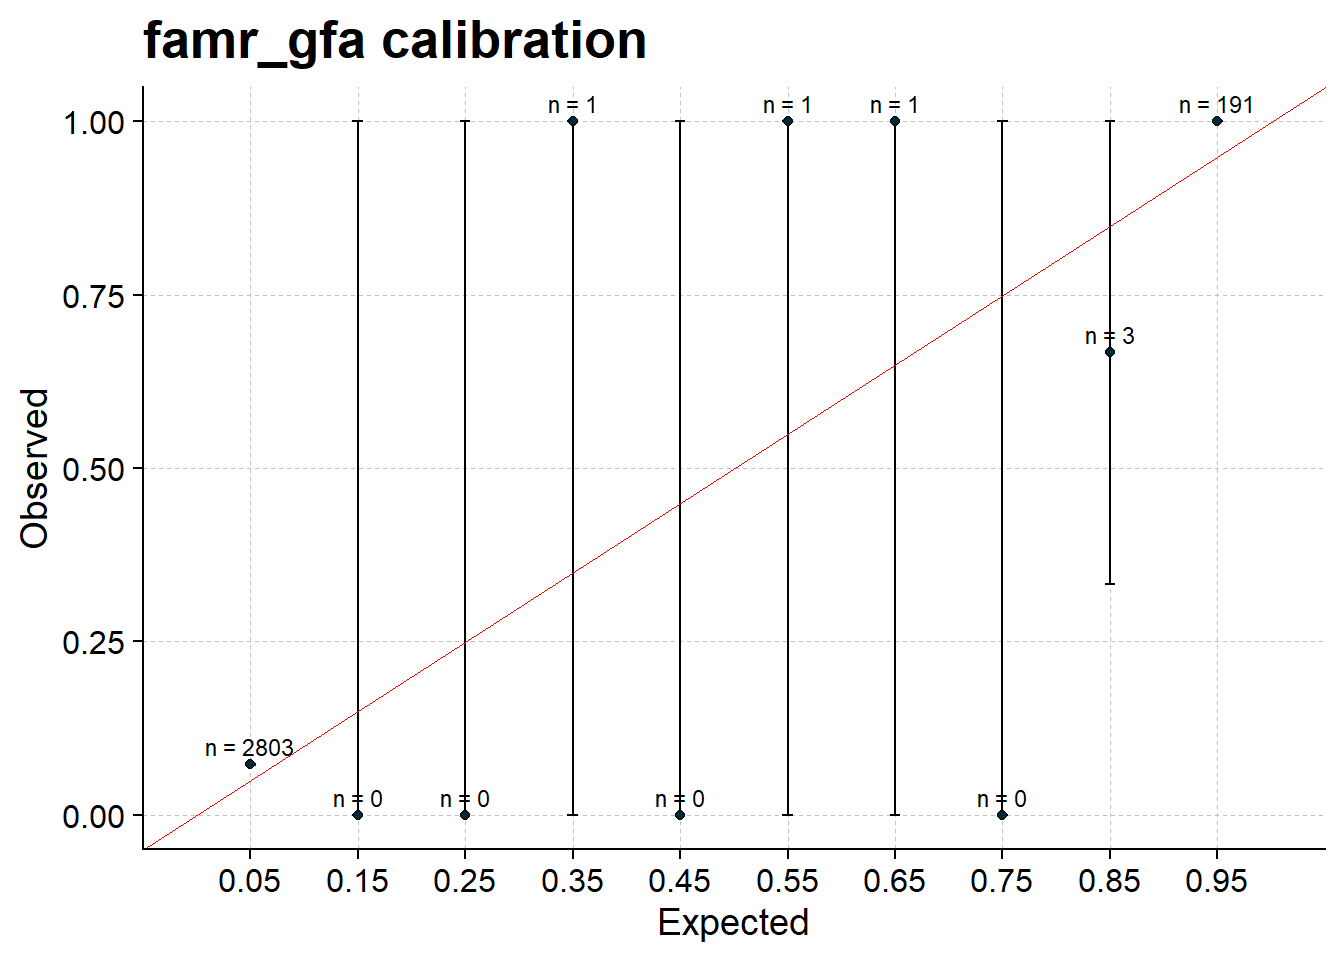 famr_gfa calibration
n = 1
n = 1
n = 1
n = 191
1.00
0.75
n = 3
0.50
Observed
0.25
n = 2803
n = 0
n = 0
n = 0
n = 0
0.00
0.05
0.15
0.25
0.35
0.45
0.55
0.65
0.75
0.85
0.95
Expected